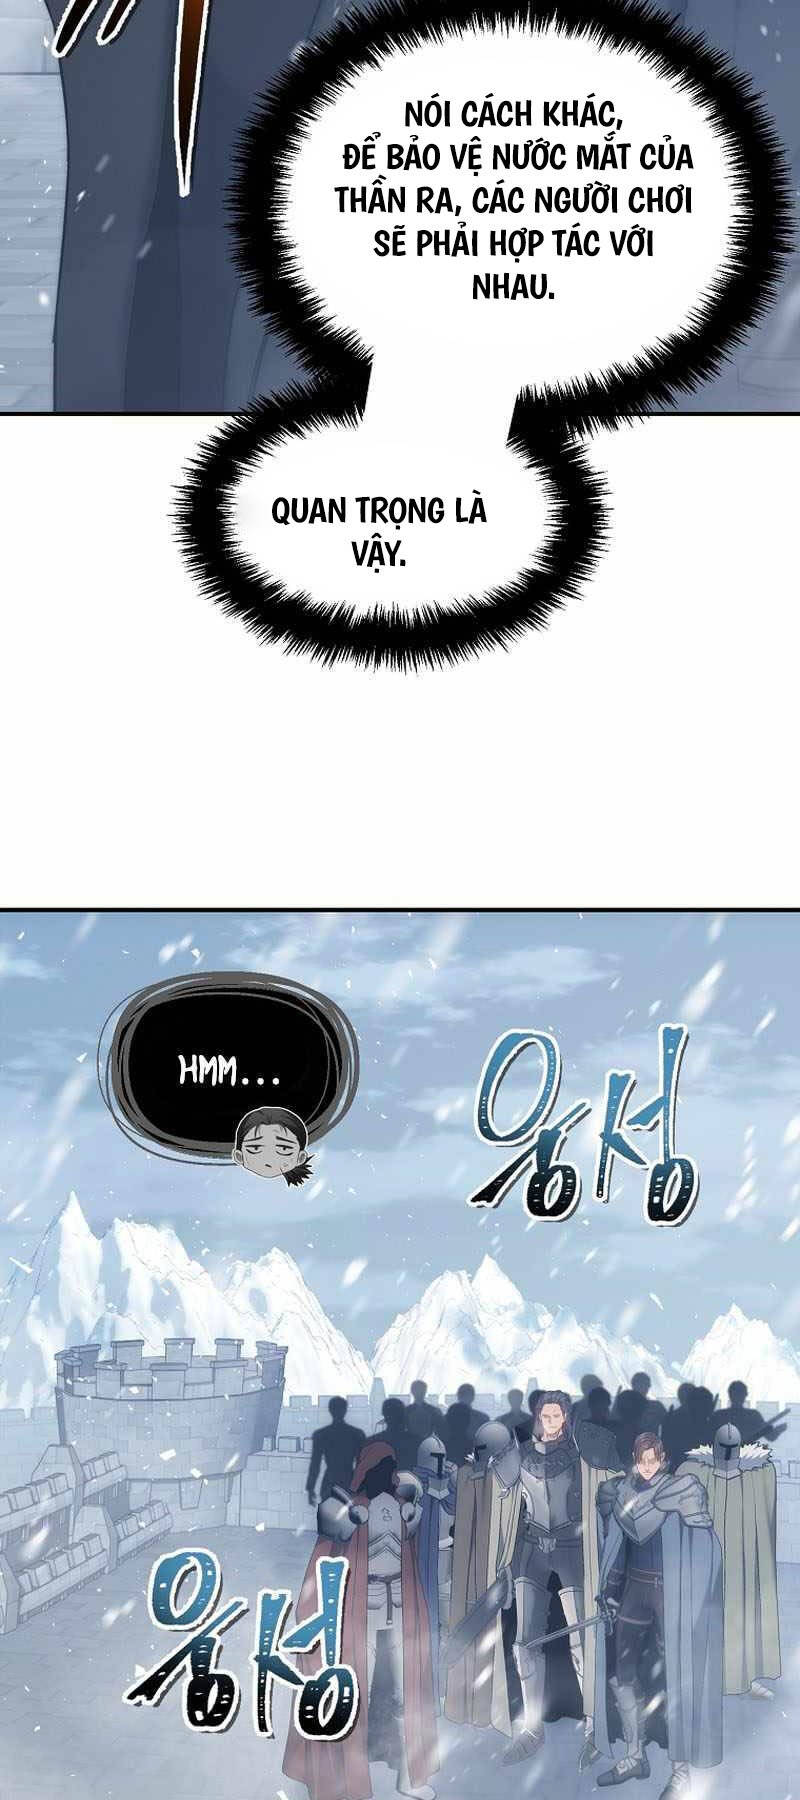 NÓI CÁCH KHÁC,
ĐỂ BẢO VỆ NƯỚC MẮT CỦA
THẦN RA, CÁC NGƯỜI CHƠI
SẼ PHẢI HỢP TÁC VỚI
NHAU.
QUAN TRỌNG LÀ
VẬY.
HMM...
웅성
웅성